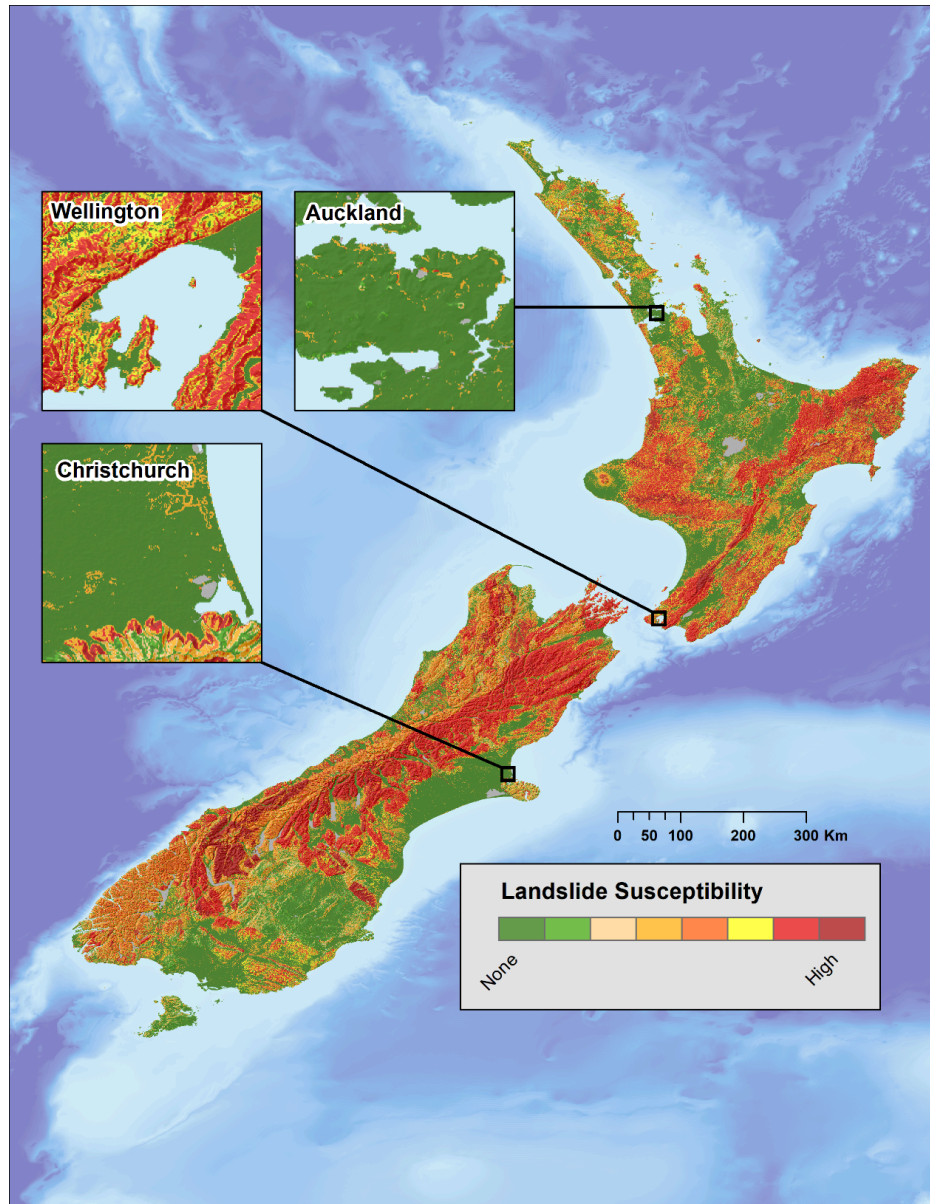 Wellington
Auckland
Christchurch
0 50 100 200 300 Km
Landslide Susceptibility
None
High